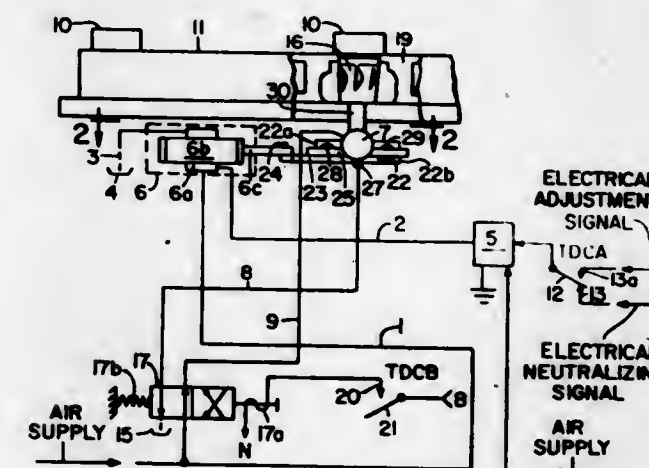 10
11
10
16
19
30
2
3
4
6
6b
6a
6c
22a
24
23
28
25
7
29
27
22
22b
2
ELECTRICAL
ADJUSTMENT
SIGNAL
2
5
TDCA
13a
12
13
8
9
1
ELECTRICAL
NEUTRALIZING
SIGNAL
17b
17
TDCB
20
8
21
17a
N
15
AIR
SUPPLY
AIR
SUPPLY